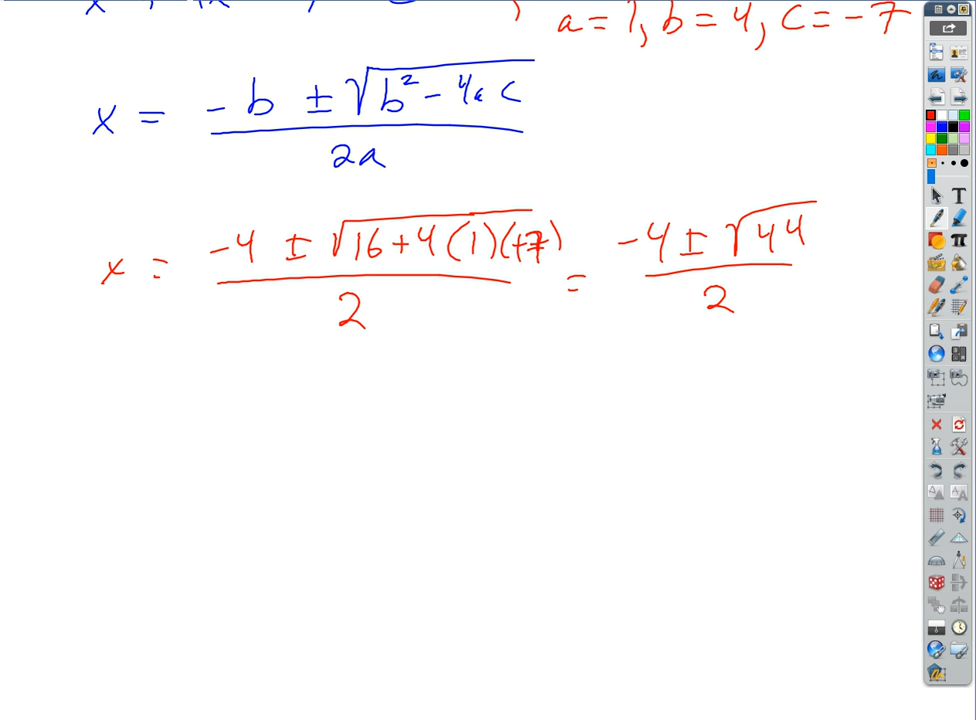 a = 1, b = 4, c = -7
x = (-b ± √(b² - 4ac)) / 2a
x = (-4 ± √(16 + 4(1)(+7))) / 2 = (-4 ± √44) / 2